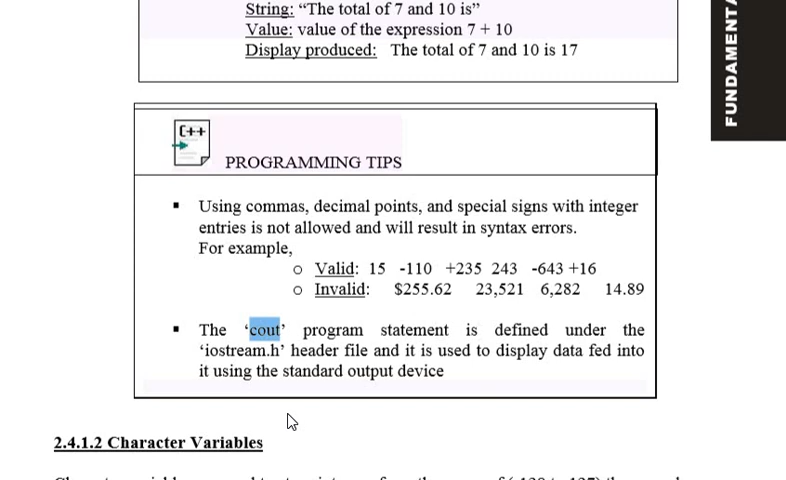 String: “The total of 7 and 10 is”
Value: value of the expression 7 + 10
Display produced: The total of 7 and 10 is 17
FUNDAMENTA
C++
PROGRAMMING TIPS
▪ Using commas, decimal points, and special signs with integer
entries is not allowed and will result in syntax errors.
For example,
o Valid: 15 -110 +235 243 -643 +16
o Invalid: $255.62 23,521 6,282 14.89
▪ The ‘cout’ program statement is defined under the
‘iostream.h’ header file and it is used to display data fed into
it using the standard output device
2.4.1.2 Character Variables